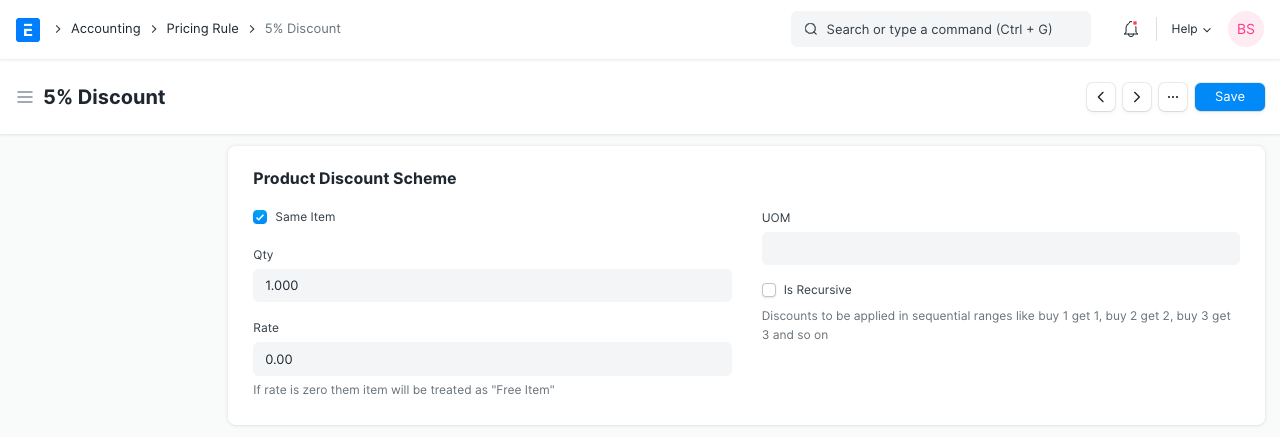 E
Accounting
Pricing Rule
5% Discount
Search or type a command (Ctrl + G)
Help
BS
5% Discount
...
Save
Product Discount Scheme
Same Item
Qty
1.000
Rate
0.00
If rate is zero them item will be treated as "Free Item"
UOM
Is Recursive
Discounts to be applied in sequential ranges like buy 1 get 1, buy 2 get 2, buy 3 get
3 and so on